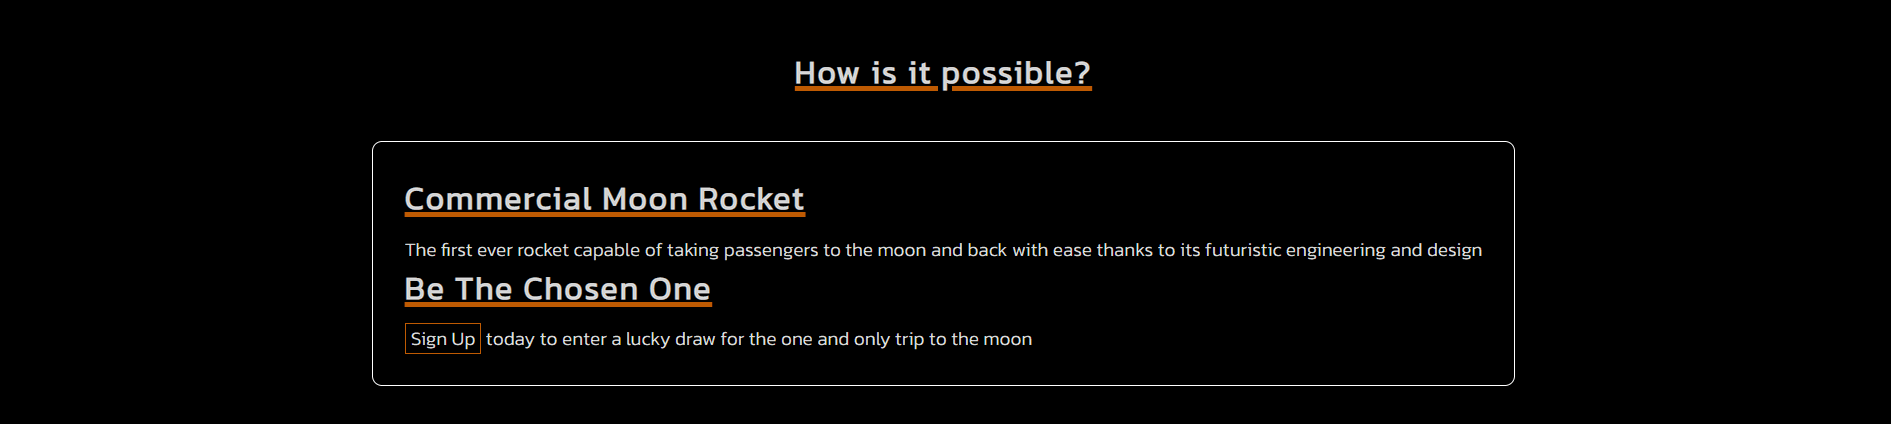 How is it possible?
Commercial Moon Rocket
The first ever rocket capable of taking passengers to the moon and back with ease thanks to its futuristic engineering and design
Be The Chosen One
Sign Up today to enter a lucky draw for the one and only trip to the moon